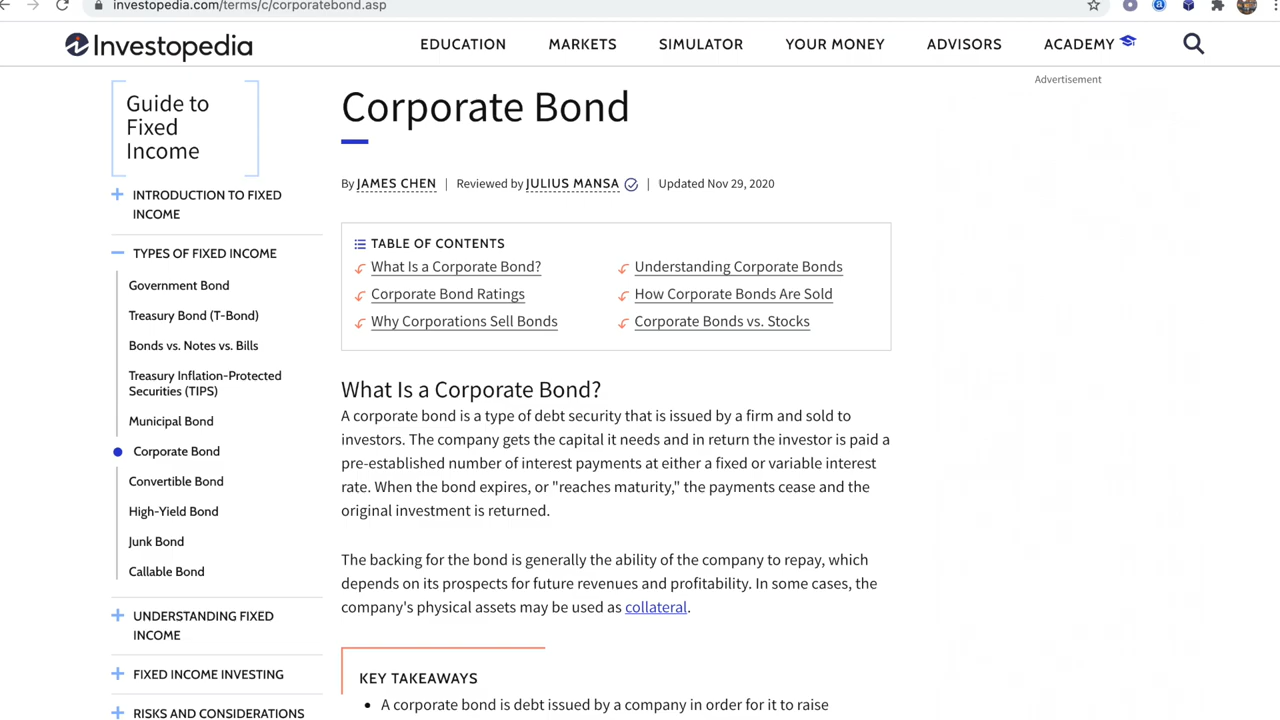 investopedia.com/terms/c/corporatebond.asp
Investopedia
EDUCATION
MARKETS
SIMULATOR
YOUR MONEY
ADVISORS
ACADEMY
Advertisement
Guide to
Fixed
Income
+ INTRODUCTION TO FIXED
INCOME
− TYPES OF FIXED INCOME
Government Bond
Treasury Bond (T-Bond)
Bonds vs. Notes vs. Bills
Treasury Inflation-Protected
Securities (TIPS)
Municipal Bond
Corporate Bond
Convertible Bond
High-Yield Bond
Junk Bond
Callable Bond
+ UNDERSTANDING FIXED
INCOME
+ FIXED INCOME INVESTING
+ RISKS AND CONSIDERATIONS
Corporate Bond
By JAMES CHEN | Reviewed by JULIUS MANSA | Updated Nov 29, 2020
TABLE OF CONTENTS
What Is a Corporate Bond?
Understanding Corporate Bonds
Corporate Bond Ratings
How Corporate Bonds Are Sold
Why Corporations Sell Bonds
Corporate Bonds vs. Stocks
What Is a Corporate Bond?
A corporate bond is a type of debt security that is issued by a firm and sold to
investors. The company gets the capital it needs and in return the investor is paid a
pre-established number of interest payments at either a fixed or variable interest
rate. When the bond expires, or "reaches maturity," the payments cease and the
original investment is returned.
The backing for the bond is generally the ability of the company to repay, which
depends on its prospects for future revenues and profitability. In some cases, the
company's physical assets may be used as collateral.
KEY TAKEAWAYS
• A corporate bond is debt issued by a company in order for it to raise